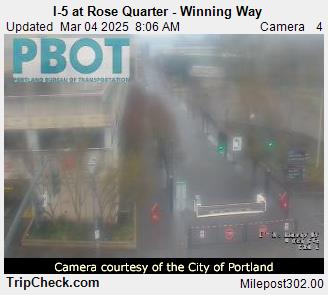 I-5 at Rose Quarter - Winning Way
Updated Mar 04 2025 8:06 AM Camera 4
PBOT
PORTLAND BUREAU OF TRANSPORTATION
Camera courtesy of the City of Portland
TripCheck.com Milepost302.00